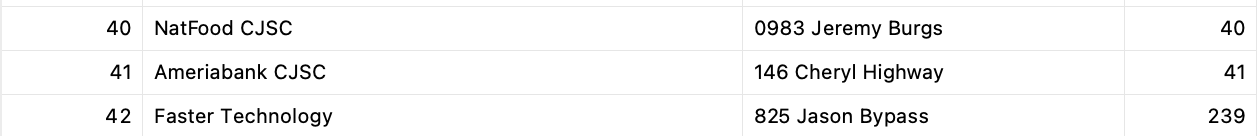 40 NatFood CJSC 0983 Jeremy Burgs 40
41 Ameriabank CJSC 146 Cheryl Highway 41
42 Faster Technology 825 Jason Bypass 239